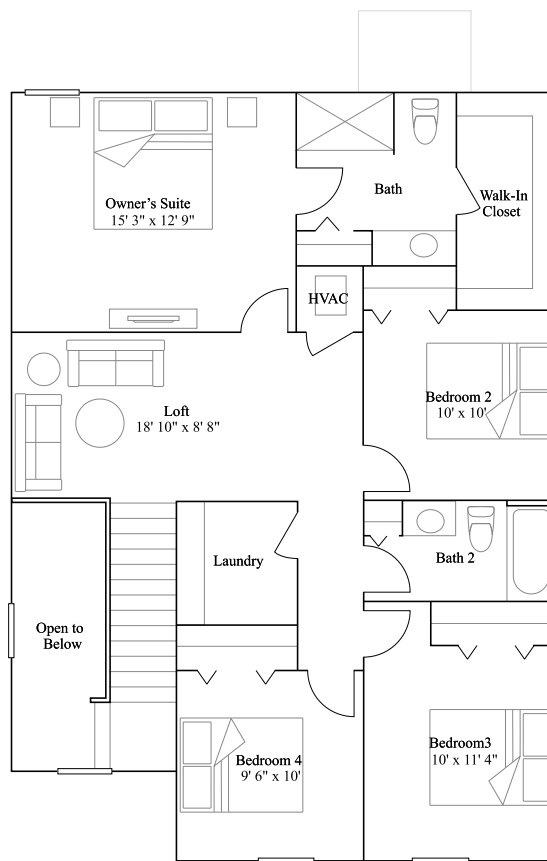 Owner's Suite
15' 3" x 12' 9"
Bath
Walk-In
Closet
HVAC
Loft
18' 10" x 8' 8"
Bedroom 2
10' x 10'
Laundry
Bath 2
Open to
Below
Bedroom 4
9' 6" x 10'
Bedroom3
10' x 11' 4"